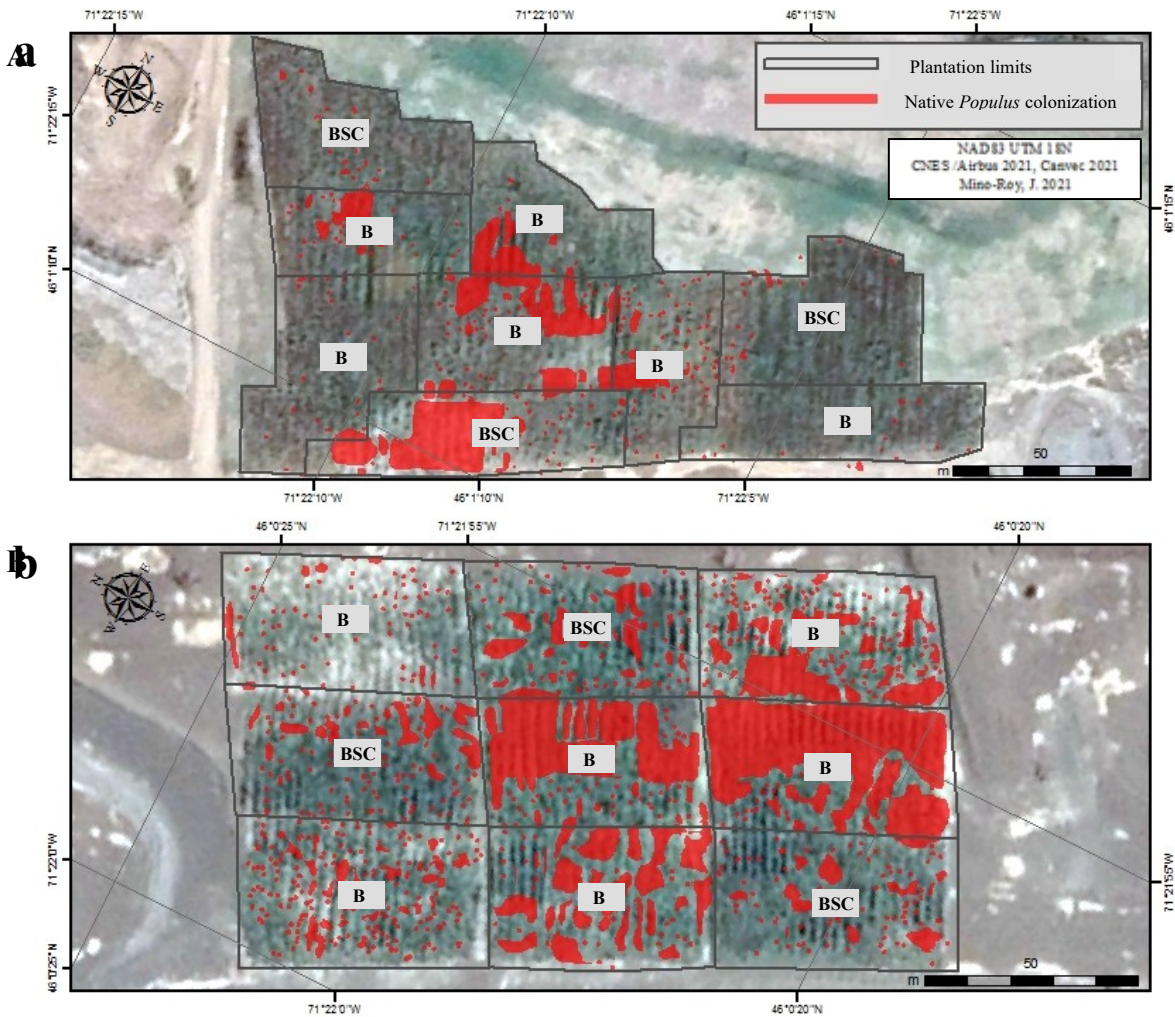 71°22'15"W
71°22'10"W
46°1'15"N
71°22'5"W
A
a
N
W
E
S
Plantation limits
Native Populus colonization
NAD83 UTM 18N
CNES /Airbus 2021, Canvec 2021
Mino-Roy, J. 2021
71°22'15"W
46°1'15"N
46°1'10"N
BSC
B
B
B
B
BSC
B
BSC
B
50
m
71°22'10"W
46°1'10"N
71°22'5"W
46°0'25"N
71°21'55"W
46°0'20"N
B
b
N
E
W
S
B
BSC
B
BSC
B
B
B
B
BSC
71°22'0"W
71°21'55"W
46°0'25"N
50
m
71°22'0"W
46°0'20"N